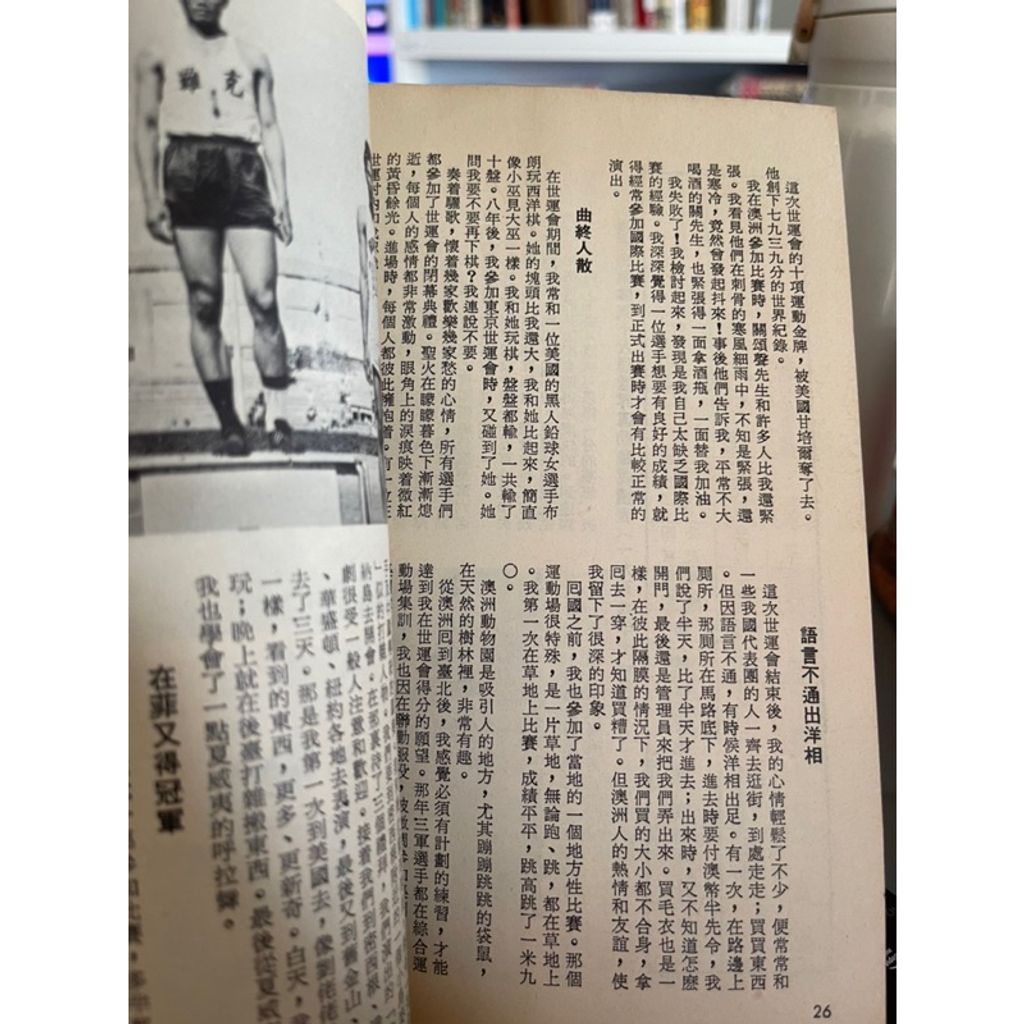 這次世運會的十項運動金牌，被美國甘培爾奪了去。
他創下七九三九分的世界紀錄。
我在澳洲參加比賽時，關頌聲先生和許多人比我還緊
張。我看見他們在刺骨的寒風細雨中，不知是緊張，還
是寒冷，竟然會發起抖來！事後他們告訴我，平常不大
喝酒的關先生，也緊張得一面拿酒瓶，一面替我加油。
我失敗了！我檢討起來，發現是我自己太缺乏國際比
賽的經驗。我深深覺得一位選手想要有良好的成績，就
得經常參加國際比賽，到正式出賽時才會有比較正常的
演出。
曲終人散
在世運會期間，我常和一位美國的黑人鉛球女選手布
朗玩西洋棋。她的塊頭比我還大，我和她比起來，簡直
像小巫見大巫一樣。我和她玩棋，盤盤都輸，一共輸了
十盤。八年後，我參加東京世運會時，又碰到了她。她
問我要不要再下棋？我連說不要。
奏着驪歌，懷着幾家歡樂幾家愁的心情，所有選手們
都參加了世運會的閉幕典禮。聖火在曚曚暮色下漸漸熄
逝，每個人的感情都非常激動，眼角上的淚痕映着微紅
的黃昏餘光。進場時，每個人都彼此擁抱着。有一位
語言不通出洋相
這次世運會結束後，我的心情輕鬆了不少，便常常和
一些我國代表團的人一齊去逛街，到處走走；買買東西
。但因語言不通，有時候洋相出足。有一次，在路邊上
厠所，那厠所在馬路底下，進去時要付澳幣半先令，我
們說了半天，比了半天才進去；出來時，又不知道怎麼
開門，最後還是管理員來把我們弄出來。買毛衣也是一
樣，在彼此隔膜的情況下，我們買的大小都不合身，拿
囘去一穿，才知道買糟了。但澳洲人的熱情和友誼，使
我留下了很深的印象。
囘國之前，我也參加了當地的一個地方性比賽。那個
運動場很特殊，是一片草地，無論跑、跳，都在草地上
。我第一次在草地上比賽，成績平平，跳高跳了一米九
〇。
澳洲動物園是吸引人的地方，尤其蹦蹦跳跳的袋鼠，
在天然的樹林裡，非常有趣。
從澳洲囘到臺北後，我感覺必須有計劃的練習，才能
達到我在世運會得分的願望。那年三軍選手都在綜合運
動場集訓，我也因在聯勤服役，
26
克難
劇很受一般人注意和歡迎。接着我們到
、華盛頓、紐約各地去表演，最後又到舊金山、
去了三天。那是我第一次到美國去，像劉佬佬
一樣，看到的東西，更多、更新奇。白天，
玩；晚上就在後臺打雜搬東西。最後從夏威
我也學會了一點夏威夷的呼拉舞。
在菲又得冠軍